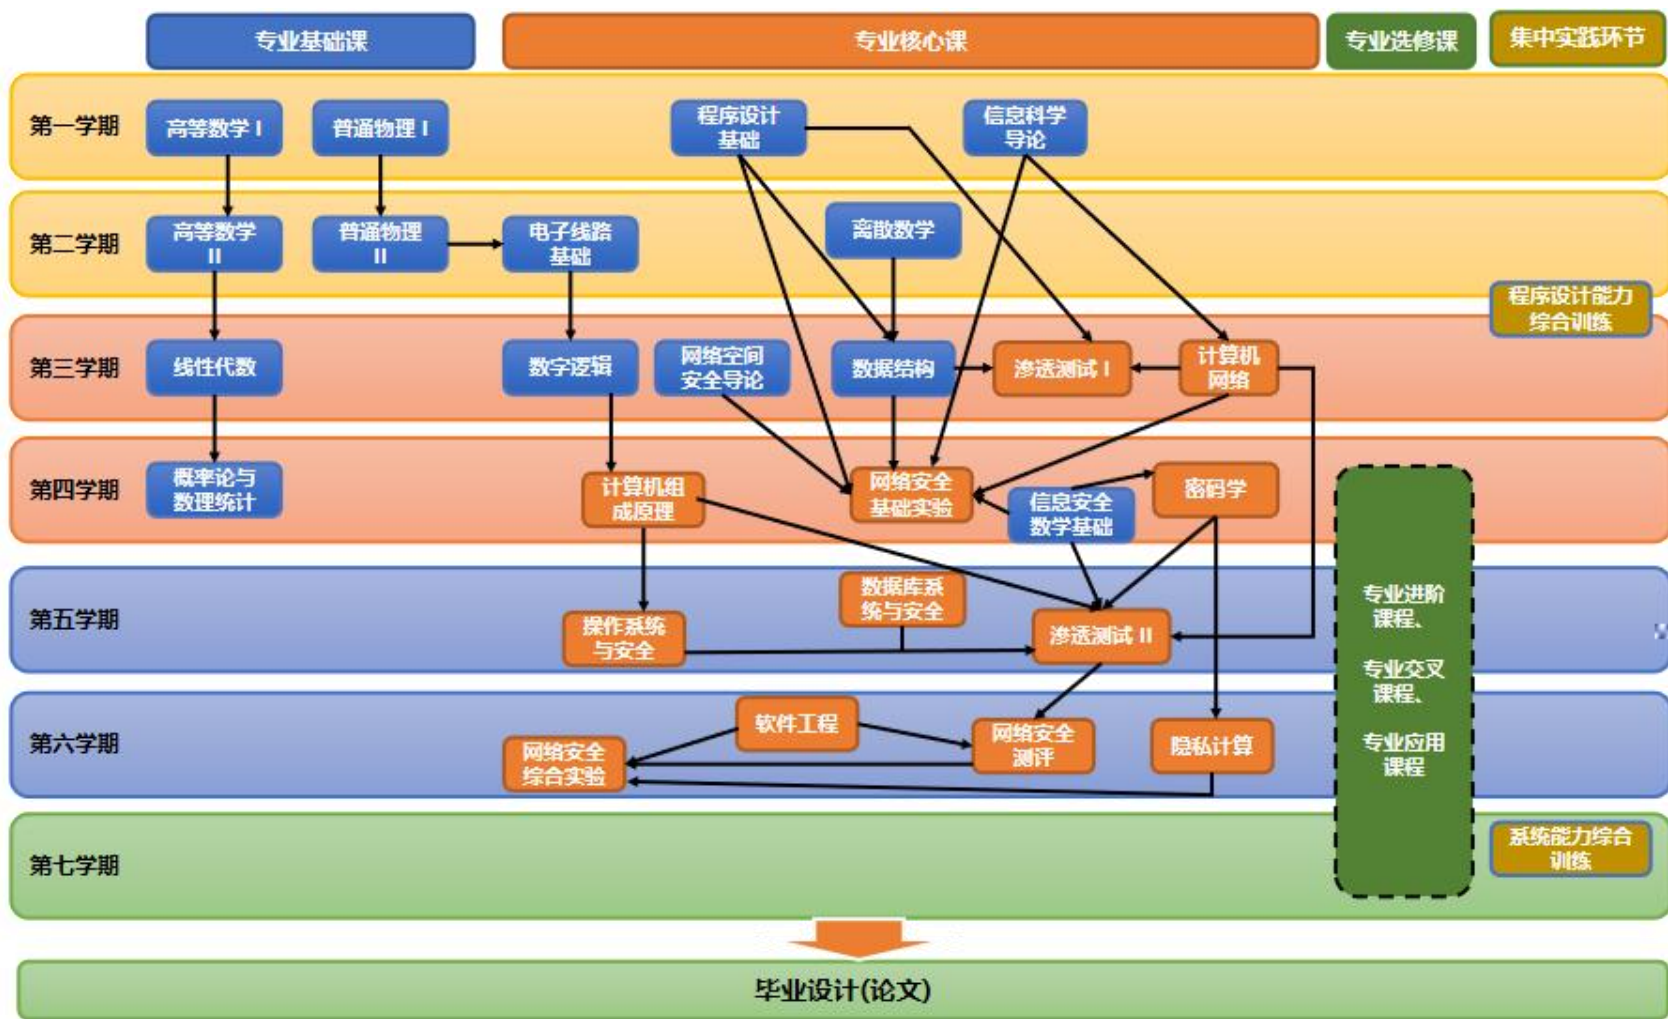 专业基础课
专业核心课
专业选修课
集中实践环节
第一学期
高等数学 I
普通物理 I
程序设计
基础
信息科学
导论
第二学期
高等数学
II
普通物理
II
电子线路
基础
离散数学
程序设计能力
综合训练
第三学期
线性代数
数字逻辑
网络空间
安全导论
数据结构
渗透测试 I
计算机
网络
第四学期
概率论与
数理统计
计算机组
成原理
网络安全
基础实验
信息安全
数学基础
密码学
第五学期
操作系统
与安全
数据库系
统与安全
渗透测试 II
专业进阶
课程、
专业交叉
课程、
专业应用
课程
第六学期
网络安全
综合实验
软件工程
网络安全
测评
隐私计算
第七学期
系统能力综合
训练
毕业设计(论文)